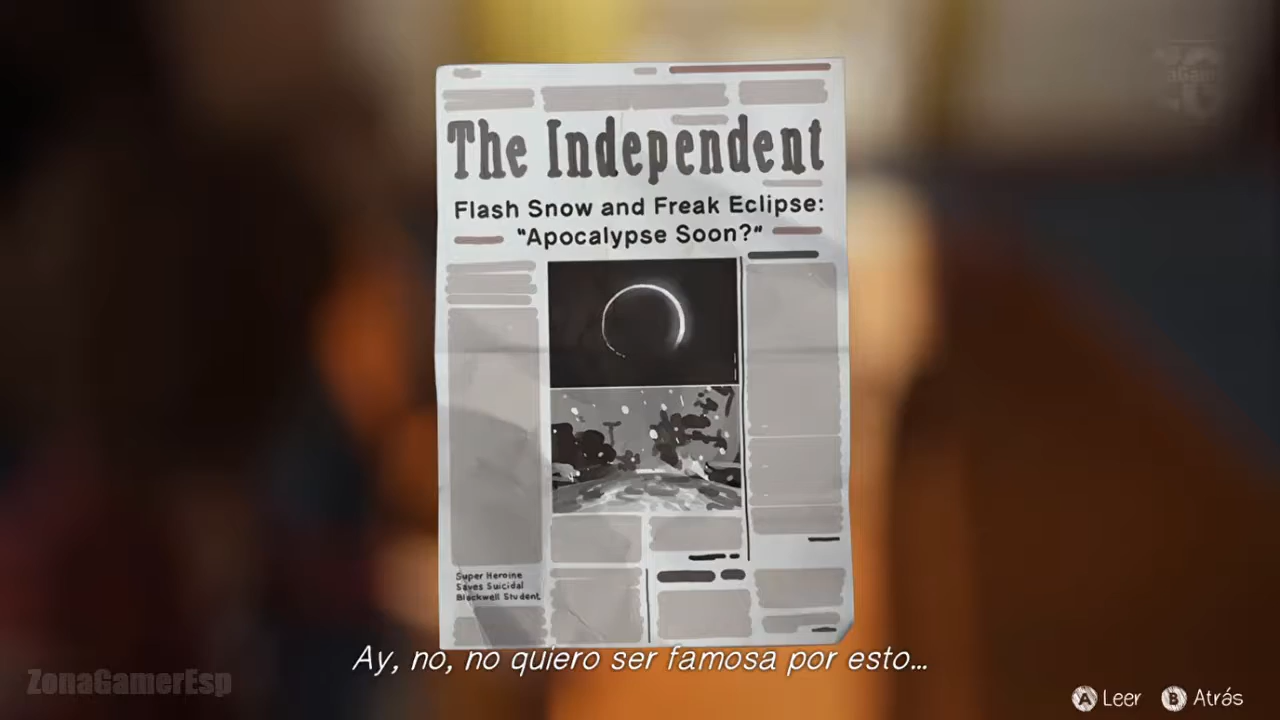 The Independent
Flash Snow and Freak Eclipse:
"Apocalypse Soon?"
Super Heroine
Saves Suicidal
Blackwell Student
Ay, no, no quiero ser famosa por esto...
ZonaGamerEsp
A Leer B Atrás